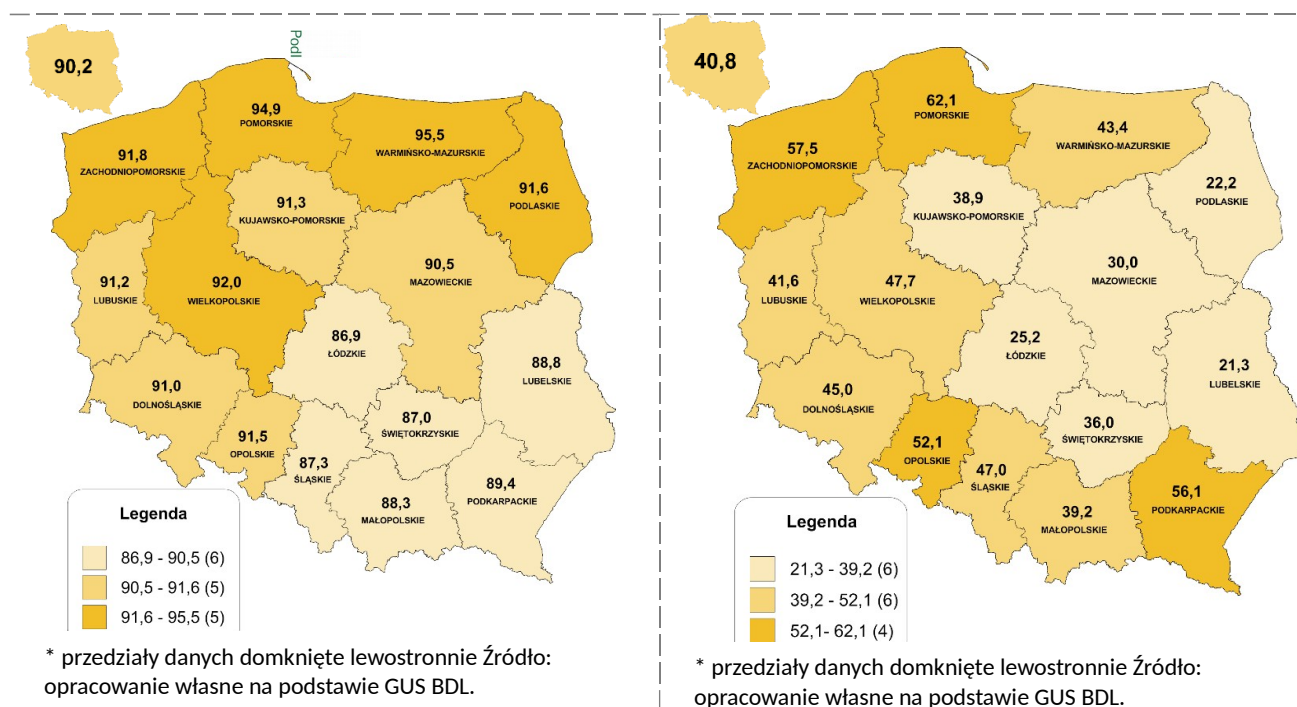 Podl
90,2
94,9
POMORSKIE
95,5
WARMIŃSKO-MAZURSKIE
91,8
ZACHODNIOPOMORSKIE
91,6
PODLASKIE
91,3
KUJAWSKO-POMORSKIE
90,5
MAZOWIECKIE
91,2
LUBUSKIE
92,0
WIELKOPOLSKIE
86,9
ŁÓDZKIE
88,8
LUBELSKIE
91,0
DOLNOŚLĄSKIE
91,5
OPOLSKIE
87,0
ŚWIĘTOKRZYSKIE
87,3
ŚLĄSKIE
88,3
MAŁOPOLSKIE
89,4
PODKARPACKIE
Legenda
86,9 - 90,5 (6)
90,5 - 91,6 (5)
91,6 - 95,5 (5)
* przedziały danych domknięte lewostronnie Źródło:
opracowanie własne na podstawie GUS BDL.
40,8
62,1
POMORSKIE
43,4
WARMIŃSKO-MAZURSKIE
57,5
ZACHODNIOPOMORSKIE
22,2
PODLASKIE
38,9
KUJAWSKO-POMORSKIE
30,0
MAZOWIECKIE
41,6
LUBUSKIE
47,7
WIELKOPOLSKIE
25,2
ŁÓDZKIE
21,3
LUBELSKIE
45,0
DOLNOŚLĄSKIE
52,1
OPOLSKIE
36,0
ŚWIĘTOKRZYSKIE
47,0
ŚLĄSKIE
39,2
MAŁOPOLSKIE
56,1
PODKARPACKIE
Legenda
21,3 - 39,2 (6)
39,2 - 52,1 (6)
52,1- 62,1 (4)
* przedziały danych domknięte lewostronnie Źródło:
opracowanie własne na podstawie GUS BDL.